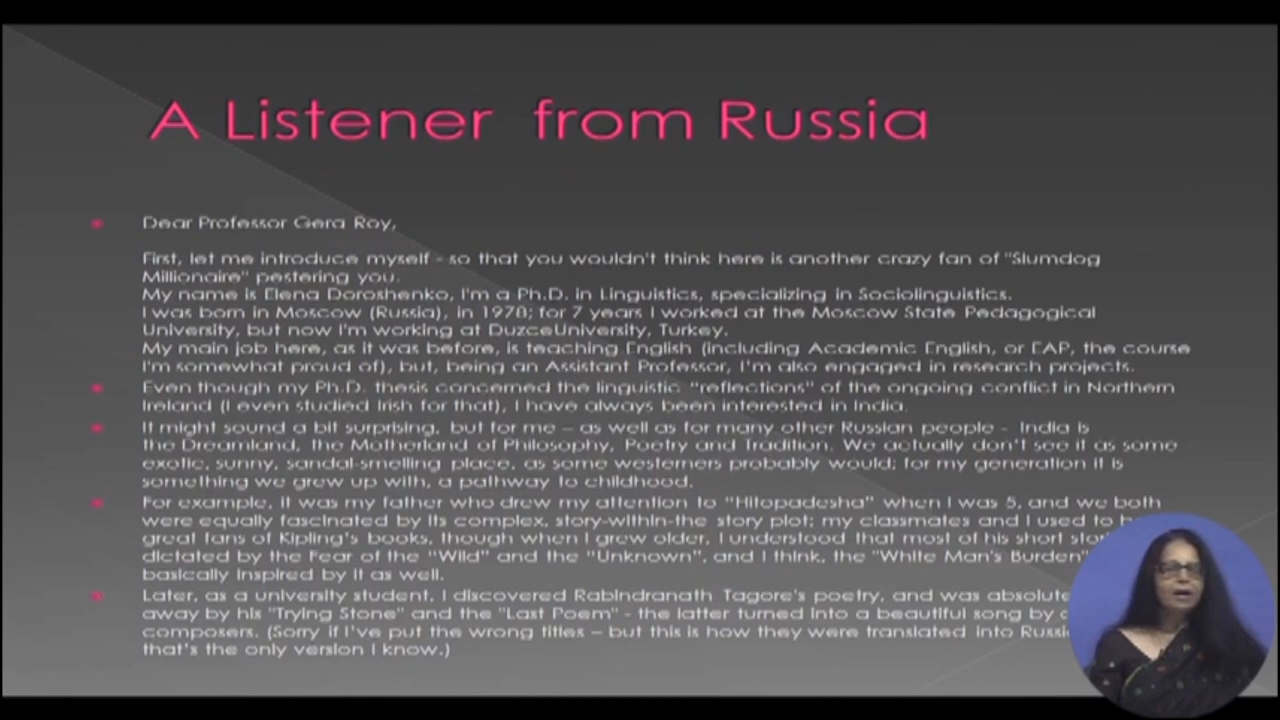 A Listener from Russia
Dear Professor Gera Roy,
First, let me introduce myself - so that you wouldn't think here is another crazy fan of "Slumdog
Millionaire" pestering you.
My name is Elena Doroshenko, I'm a Ph.D. in Linguistics, specializing in Sociolinguistics.
I was born in Moscow (Russia), in 1978; for 7 years I worked at the Moscow State Pedagogical
University, but now I'm working at DuzceUniversity, Turkey.
My main job here, as it was before, is teaching English (including Academic English, or EAP, the course
I'm somewhat proud of), but, being an Assistant Professor, I'm also engaged in research projects.
Even though my Ph.D. thesis concerned the linguistic "reflections" of the ongoing conflict in Northern
Ireland (I even studied Irish for that), I have always been interested in India.
It might sound a bit surprising, but for me – as well as for many other Russian people - India is
the Dreamland, the Motherland of Philosophy, Poetry and Tradition. We actually don't see it as some
exotic, sunny, sandal-smelling place, as some westerners probably would; for my generation it is
something we grew up with, a pathway to childhood.
For example, it was my father who drew my attention to "Hitopadesha" when I was 5, and we both
were equally fascinated by its complex, story-within-the story plot; my classmates and I used to
great fans of Kipling's books, though when I grew older, I understood that most of his short
dictated by the Fear of the "Wild" and the "Unknown", and I think, the "White Man's Burden"
basically inspired by it as well.
Later, as a university student, I discovered Rabindranath Tagore's poetry, and was
away by his "Trying Stone" and the "Last Poem" - the latter turned into a beautiful song by
composers. (Sorry if I've put the wrong titles – but this is how they were translated into
that's the only version I know.)